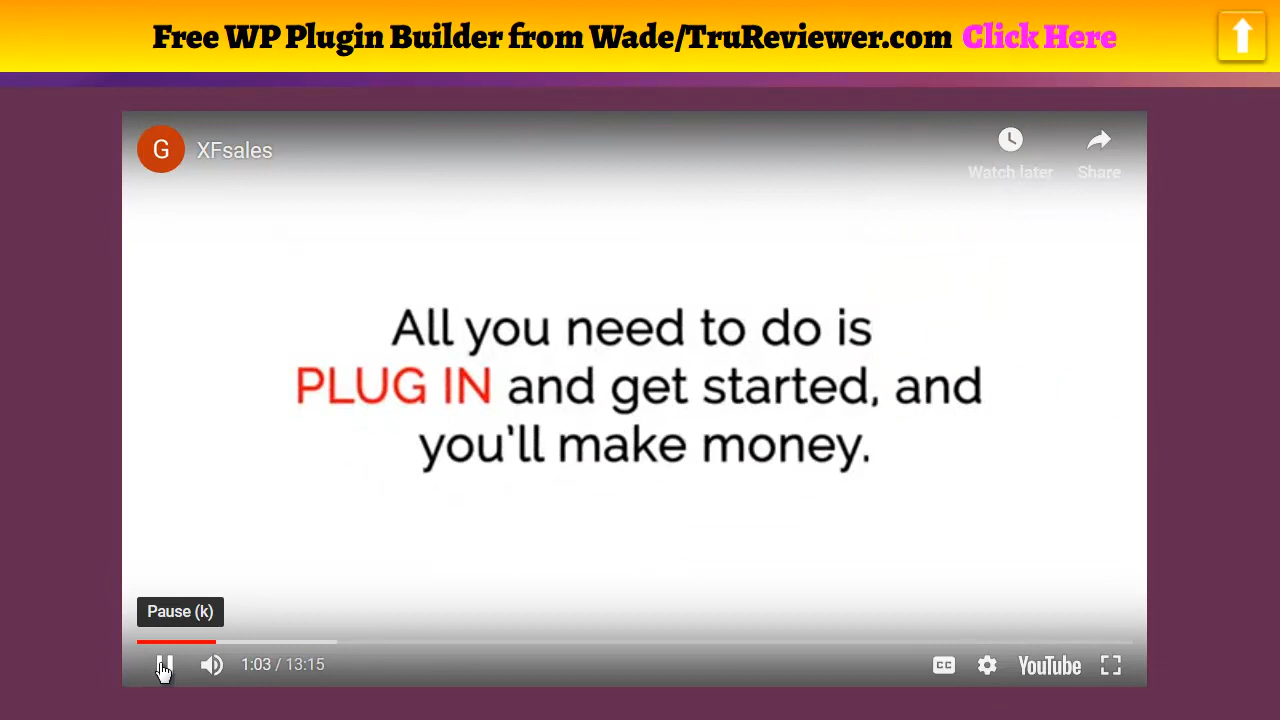 Free WP Plugin Builder from Wade/TruReviewer.com Click Here
G XFsales
Watch later Share
All you need to do is
PLUG IN and get started, and
you'll make money.
Pause (k)
1:03 / 13:15 CC YouTube